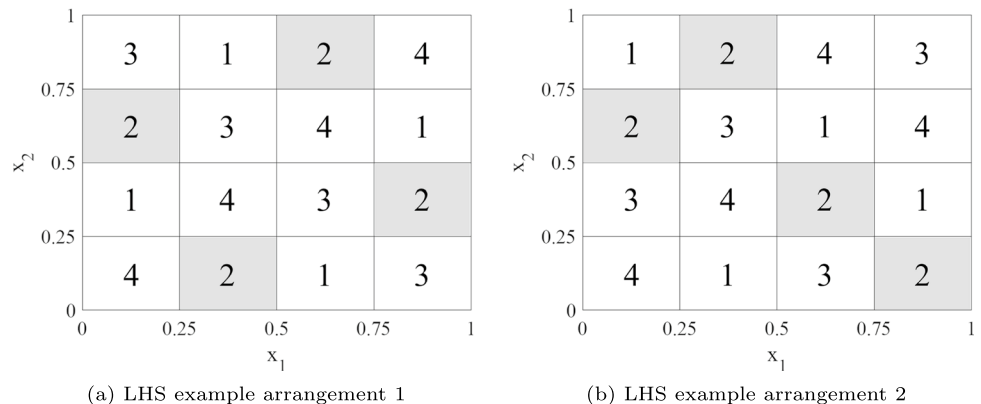 1
3 1 2 4
0.75
2 3 4 1
x2 0.5
1 4 3 2
0.25
4 2 1 3
0
0 0.25 0.5 0.75 1
x1
(a) LHS example arrangement 1
1
1 2 4 3
0.75
2 3 1 4
x2 0.5
3 4 2 1
0.25
4 1 3 2
0
0 0.25 0.5 0.75 1
x1
(b) LHS example arrangement 2